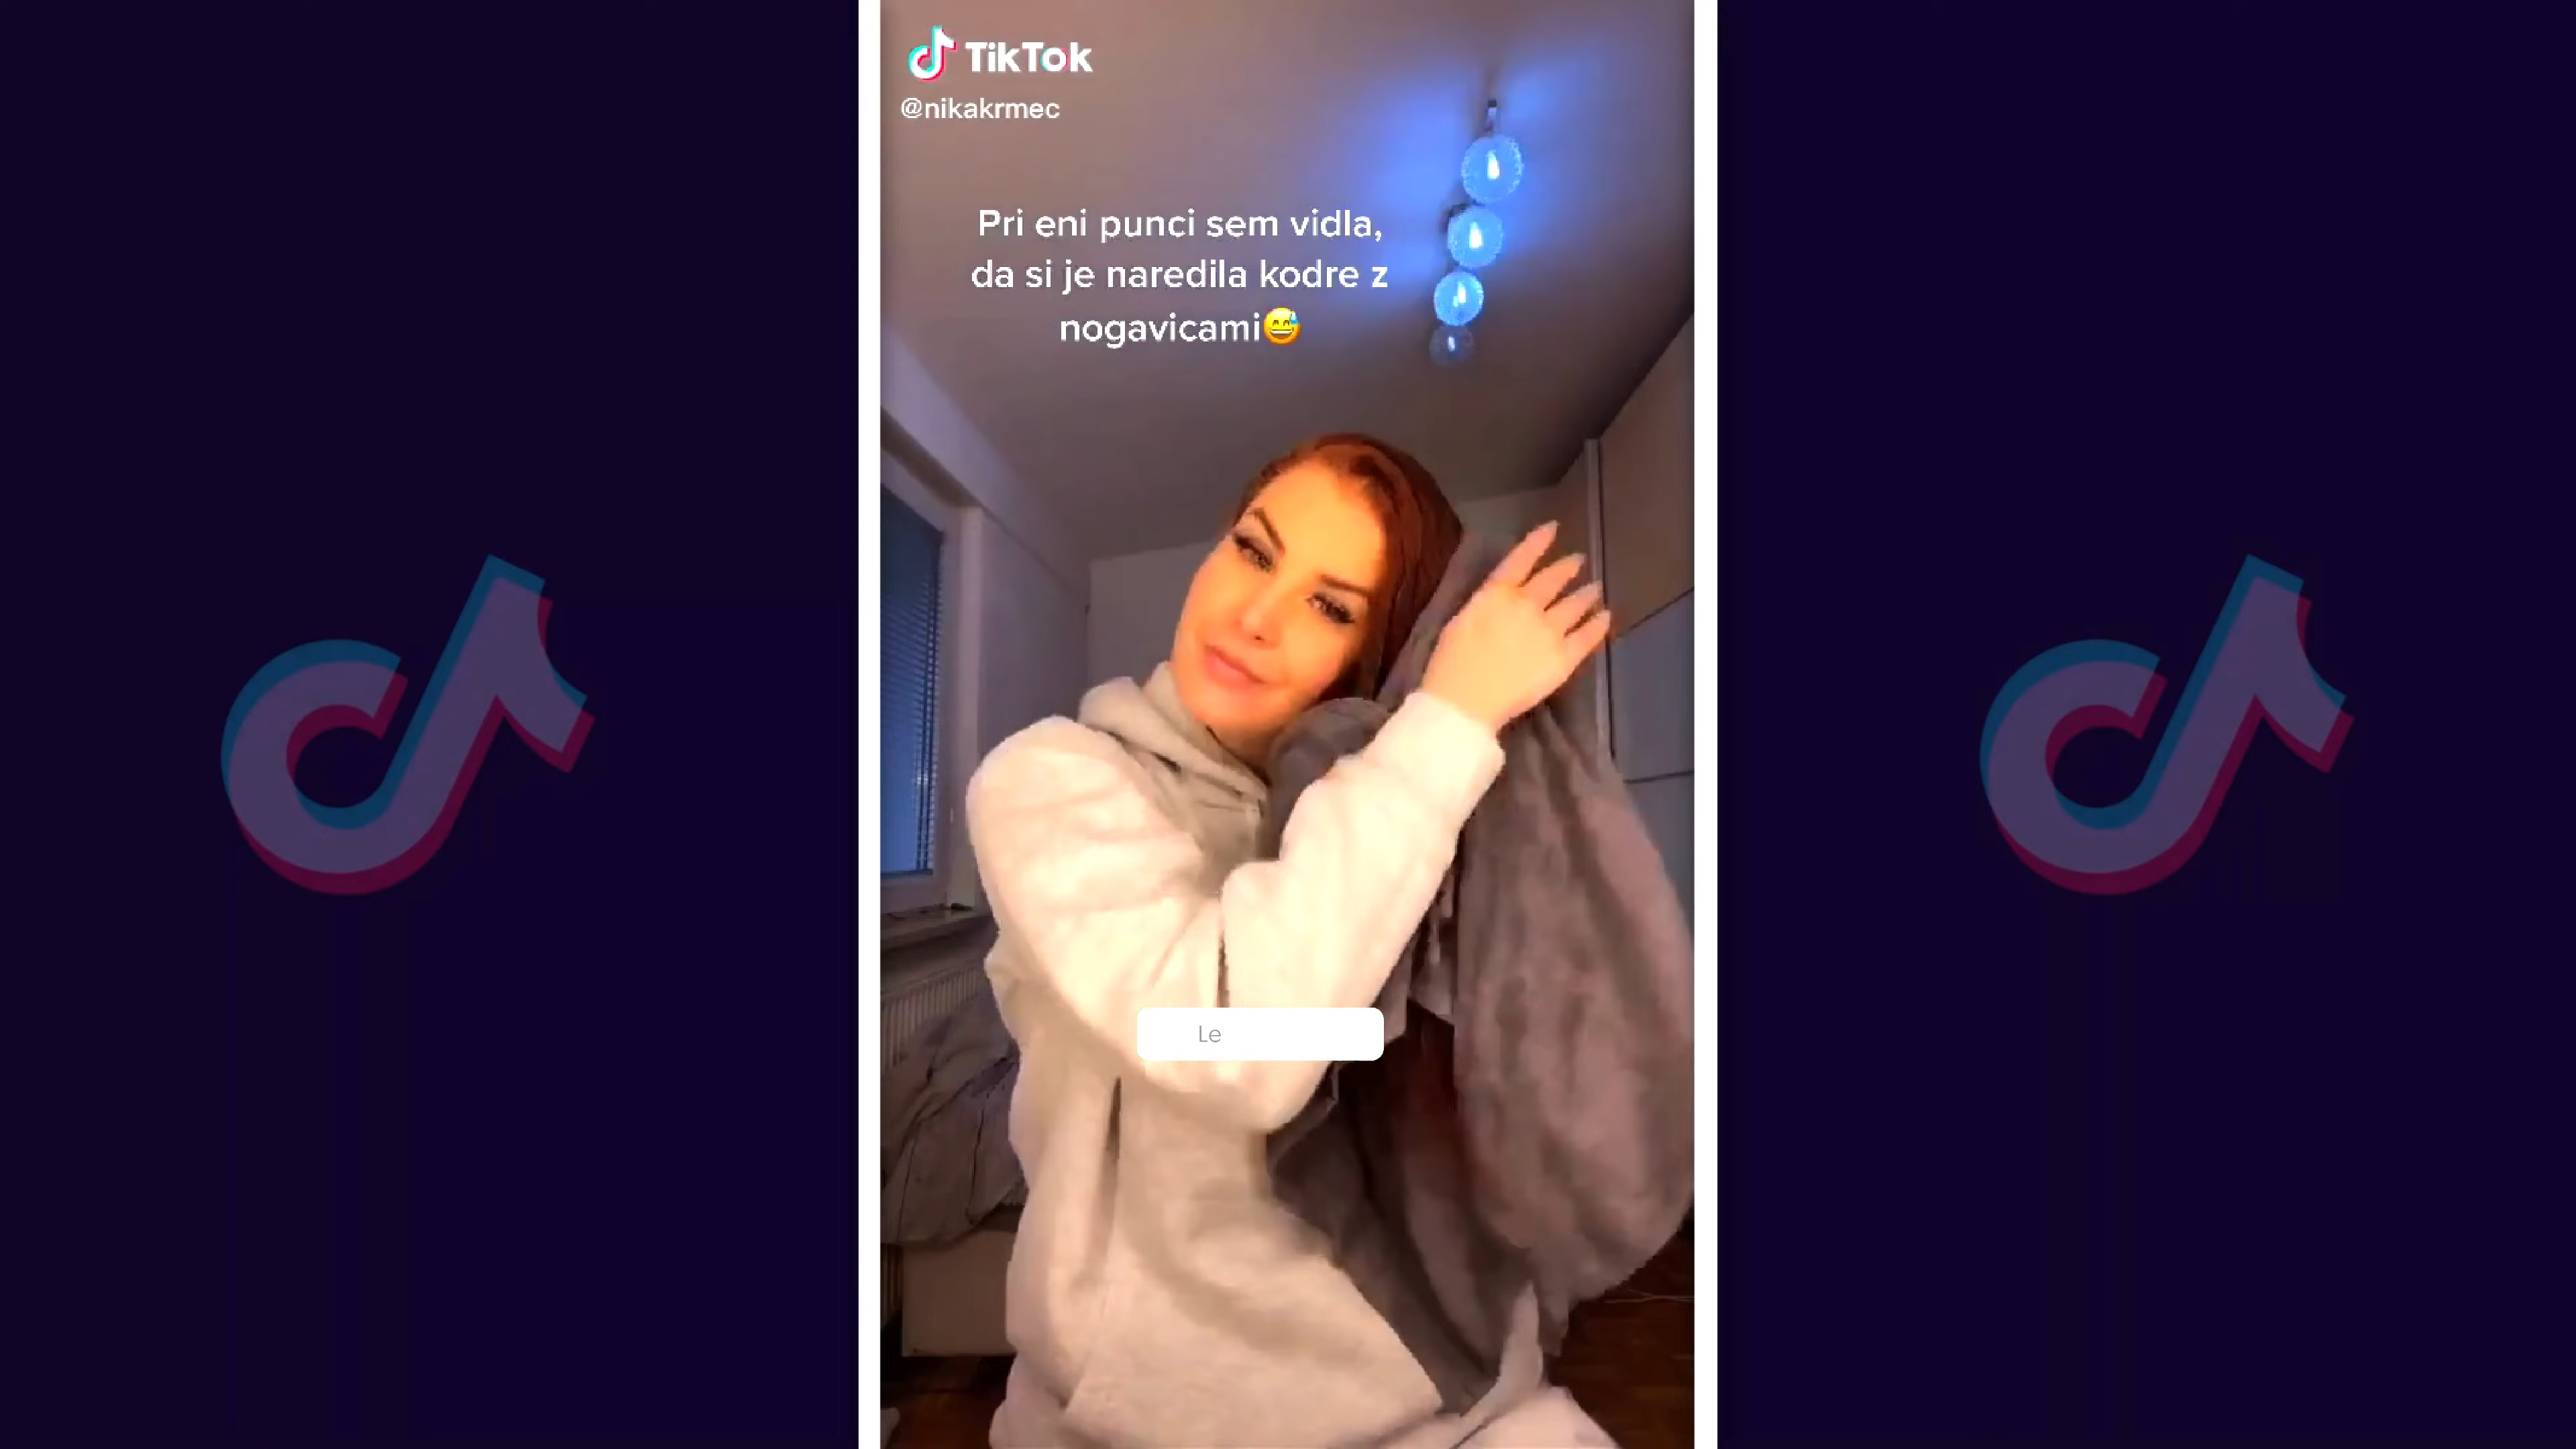 TikTok
@nikakrmec
Pri eni punci sem vidla,
da si je naredila kodre z
nogavicami😅
Le